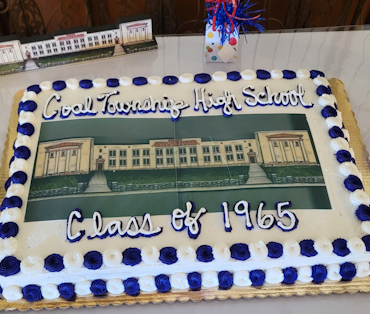 Coal Township High School
Class of 1965